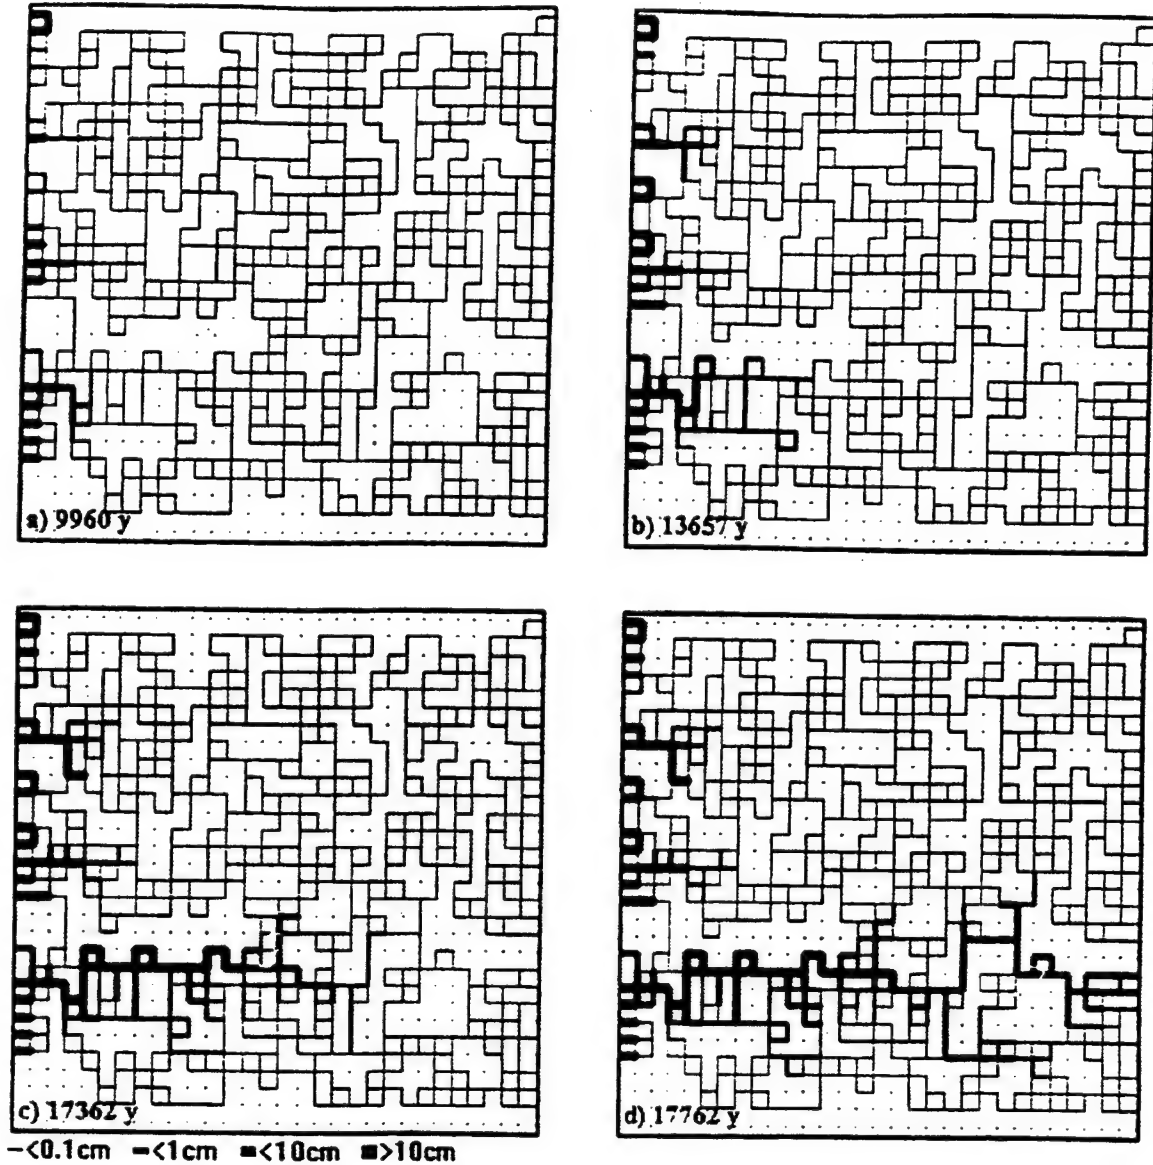 a) 9960 y
b) 13657 y
c) 17362 y
d) 17762 y
-<0.1cm -<1cm =<10cm ■>10cm